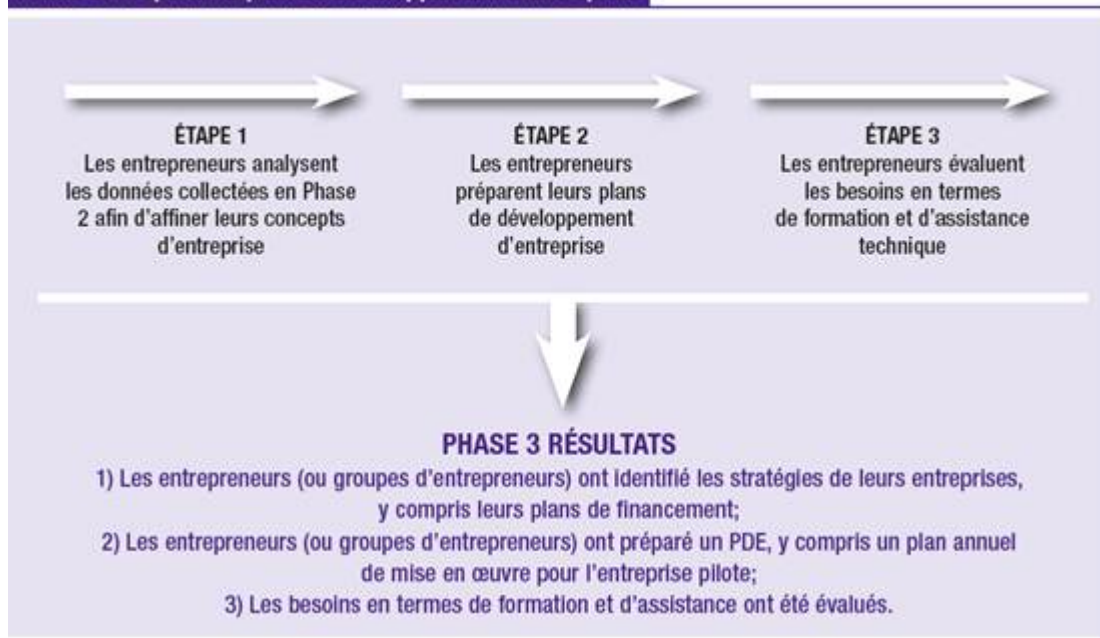 ÉTAPE 1
Les entrepreneurs analysent
les données collectées en Phase
2 afin d'affiner leurs concepts
d'entreprise
ÉTAPE 2
Les entrepreneurs
préparent leurs plans
de développement
d'entreprise
ÉTAPE 3
Les entrepreneurs évaluent
les besoins en termes
de formation et d'assistance
technique
PHASE 3 RÉSULTATS
1) Les entrepreneurs (ou groupes d'entrepreneurs) ont identifié les stratégies de leurs entreprises,
y compris leurs plans de financement;
2) Les entrepreneurs (ou groupes d'entrepreneurs) ont préparé un PDE, y compris un plan annuel
de mise en œuvre pour l'entreprise pilote;
3) Les besoins en termes de formation et d'assistance ont été évalués.